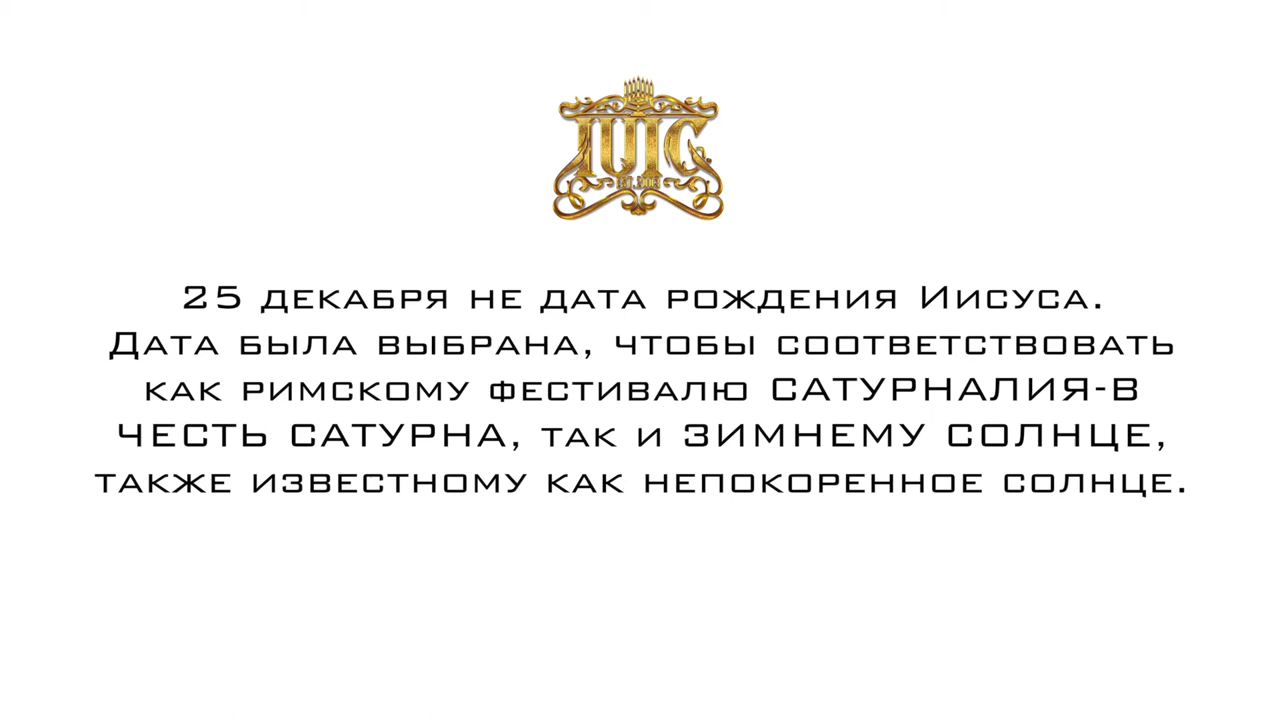 IUIC
25 декабря не дата рождения Иисуса.
Дата была выбрана, чтобы соответствовать
как римскому фестивалю САТУРНАЛИЯ-В
ЧЕСТЬ САТУРНА, так и ЗИМНЕМУ СОЛНЦЕ,
также известному как непокоренное солнце.